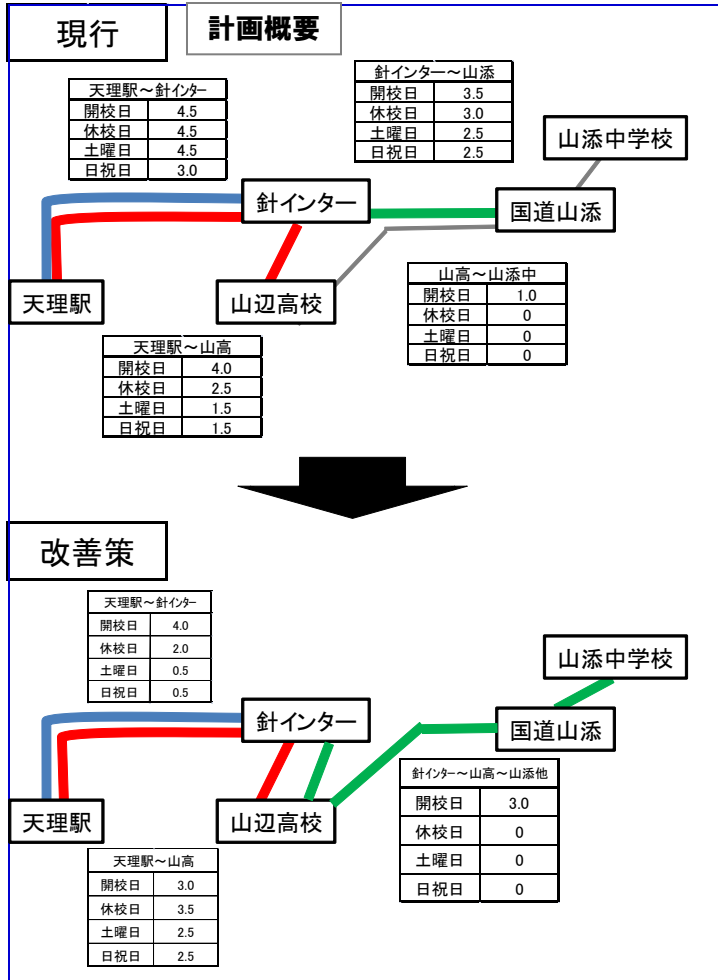 現行
計画概要
天理駅～針インター
開校日 4.5
休校日 4.5
土曜日 4.5
日祝日 3.0
針インター～山添
開校日 3.5
休校日 3.0
土曜日 2.5
日祝日 2.5
山添中学校
針インター
国道山添
天理駅
山辺高校
山高～山添中
開校日 1.0
休校日 0
土曜日 0
日祝日 0
天理駅～山高
開校日 4.0
休校日 2.5
土曜日 1.5
日祝日 1.5
改善策
天理駅～針インター
開校日 4.0
休校日 2.0
土曜日 0.5
日祝日 0.5
山添中学校
針インター
国道山添
天理駅
山辺高校
針インター～山高～山添他
開校日 3.0
休校日 0
土曜日 0
日祝日 0
天理駅～山高
開校日 3.0
休校日 3.5
土曜日 2.5
日祝日 2.5